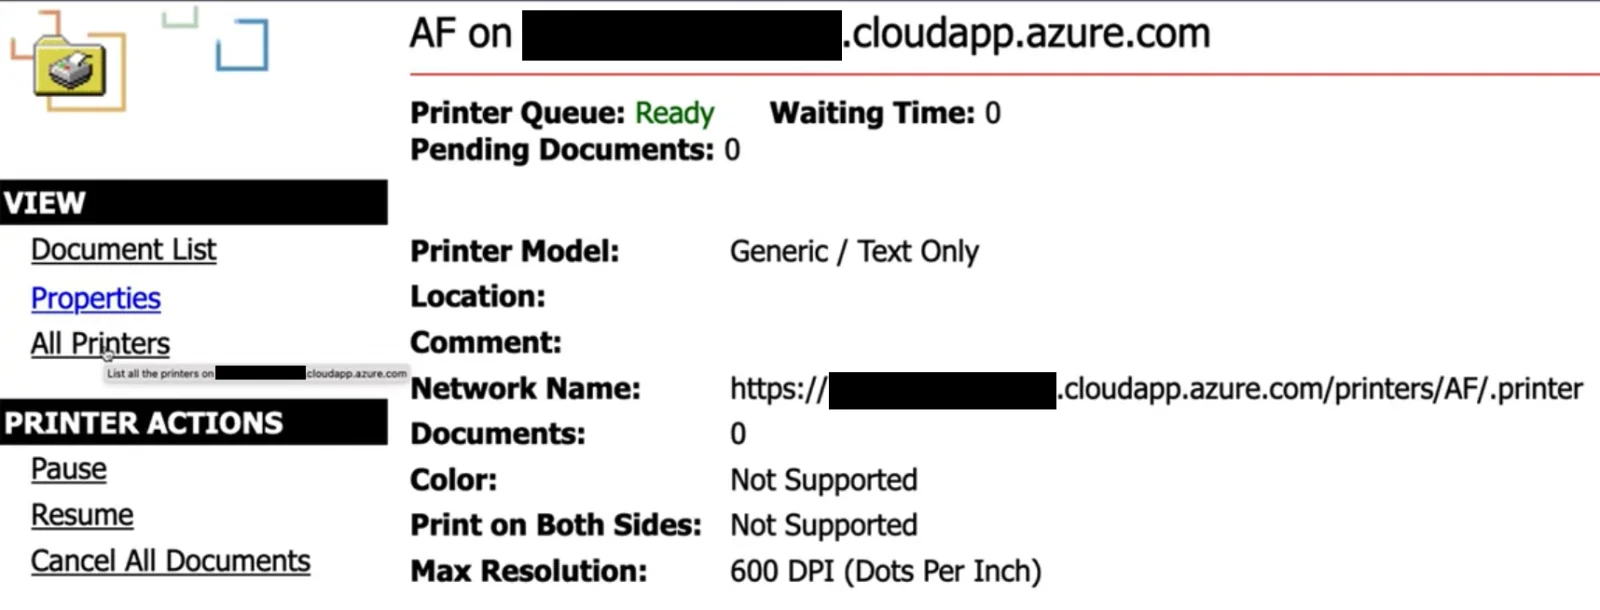 AF on .cloudapp.azure.com
Printer Queue: Ready Waiting Time: 0
Pending Documents: 0
VIEW
Document List
Properties
All Printers
List all the printers on .cloudapp.azure.com
PRINTER ACTIONS
Pause
Resume
Cancel All Documents
Printer Model: Generic / Text Only
Location:
Comment:
Network Name: https://.cloudapp.azure.com/printers/AF/.printer
Documents: 0
Color: Not Supported
Print on Both Sides: Not Supported
Max Resolution: 600 DPI (Dots Per Inch)